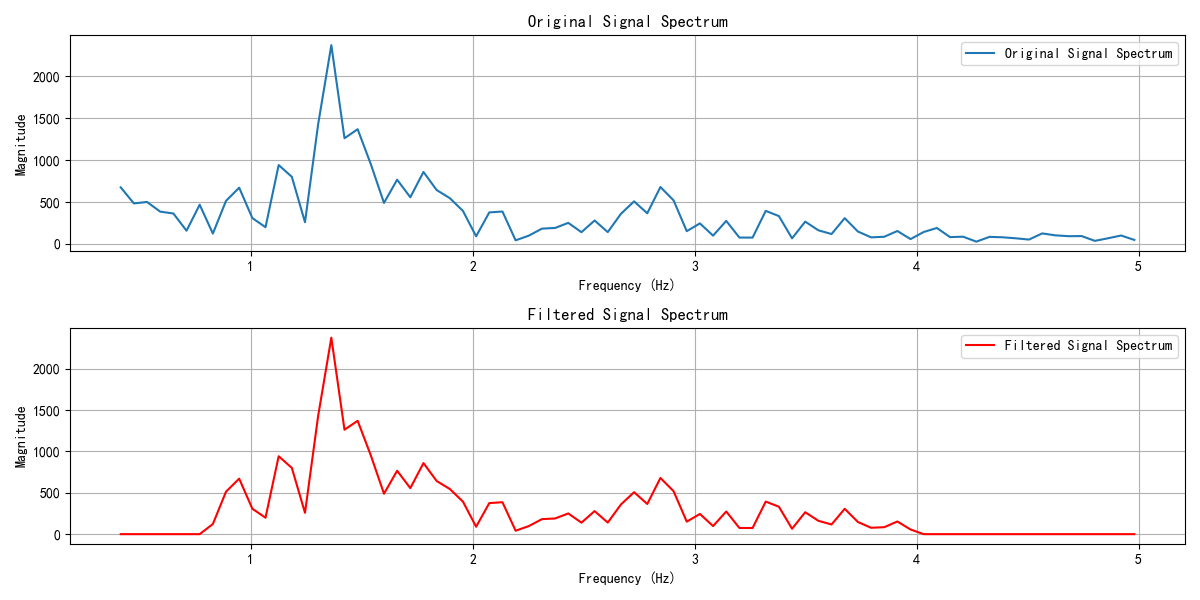 Original Signal Spectrum
Original Signal Spectrum
Magnitude
2000
1500
1000
500
0
1 2 3 4 5
Frequency (Hz)
Filtered Signal Spectrum
Filtered Signal Spectrum
Magnitude
2000
1500
1000
500
0
1 2 3 4 5
Frequency (Hz)